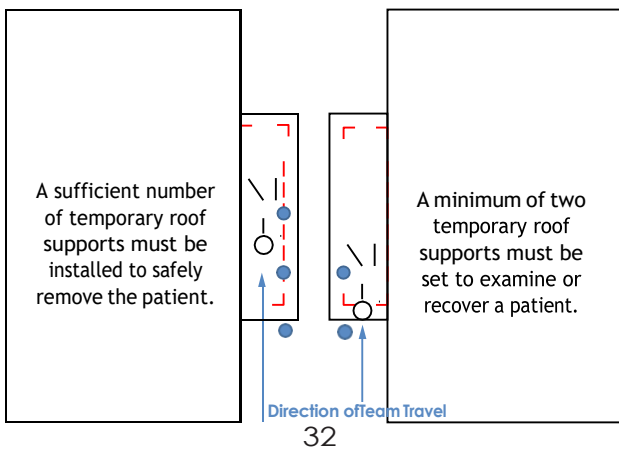 A sufficient number
of temporary roof
supports must be
installed to safely
remove the patient.
A minimum of two
temporary roof
supports must be
set to examine or
recover a patient.
Direction ofTeam Travel
32